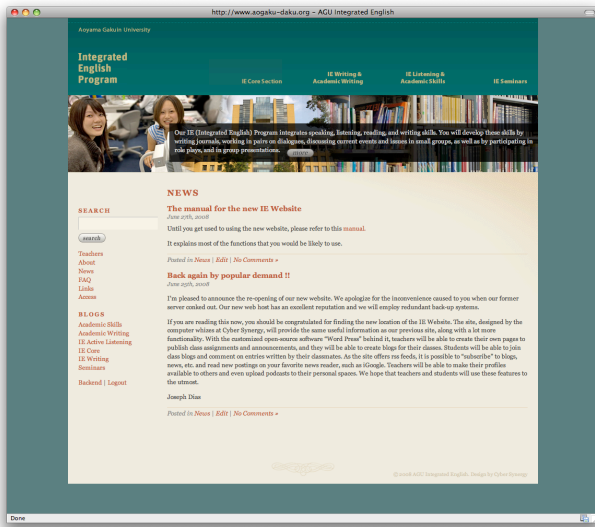 http://www.aogaku-daku.org – AGU Integrated English
Aoyama Gakuin University
Integrated
English
Program
IE Core Section
IE Writing &
Academic Writing
IE Listening &
Academic Skills
IE Seminars
Our IE (Integrated English) Program integrates speaking, listening, reading, and writing skills. You will develop these skills by
writing journals, working in pairs on dialogues, discussing current events and issues in small groups, as well as by participating in
role plays, and in group presentations.
SEARCH
search
Teachers
About
News
FAQ
Links
Access
BLOGS
Academic Skills
Academic Writing
IE Active Listening
IE Core
IE Writing
Seminars
Backend | Logout
NEWS
The manual for the new IE Website
June 27th, 2008
Until you get used to using the new website, please refer to this manual.
It explains most of the functions that you would be likely to use.
Posted in News | Edit | No Comments »
Back again by popular demand !!
June 25th, 2008
I'm pleased to announce the re-opening of our new website. We apologize for the inconvenience caused to you when our former
server conked out. Our new web host has an excellent reputation and we will employ redundant back-up systems.
If you are reading this now, you should be congratulated for finding the new location of the IE Website. The site, designed by the
computer whizes at Cyber Synergy, will provide the same useful information as our previous site, along with a lot more
functionality. With the customized open-source software "Word Press" behind it, teachers will be able to create their own pages to
publish class assignments and announcements, and they will be able to create blogs for their classes. Students will be able to join
class blogs and comment on entries written by their classmates. As the site offers rss feeds, it is possible to "subscribe" to blogs,
news, etc. and read new postings on your favorite news reader, such as iGoogle. Teachers will be able to make their profiles
available to others and even upload podcasts to their personal spaces. We hope that teachers and students will use these features to
the utmost.
Joseph Dias
Posted in News | Edit | No Comments »
©2008 AGU Integrated English. Design by Cyber Synergy
Done